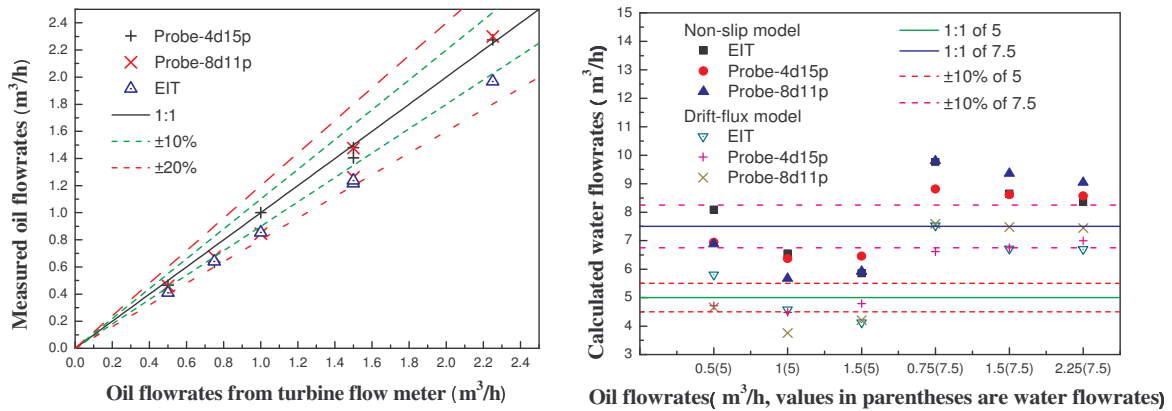 Measured oil flowrates (m³/h)
2.5
2.4
2.2
2.0
1.8
1.6
1.4
1.2
1.0
0.8
0.6
0.4
0.2
0.0
Probe-4d15p
Probe-8d11p
EIT
1:1
±10%
±20%
0.0 0.2 0.4 0.6 0.8 1.0 1.2 1.4 1.6 1.8 2.0 2.2 2.4
Oil flowrates from turbine flow meter (m³/h)
Calculated water flowrates( m³/h)
15
14
13
12
11
10
9
8
7
6
5
4
3
Non-slip model
EIT
Probe-4d15p
Probe-8d11p
Drift-flux model
EIT
Probe-4d15p
Probe-8d11p
1:1 of 5
1:1 of 7.5
±10% of 5
±10% of 7.5
0.5(5) 1(5) 1.5(5) 0.75(7.5) 1.5(7.5) 2.25(7.5)
Oil flowrates( m³/h, values in parentheses are water flowrates)